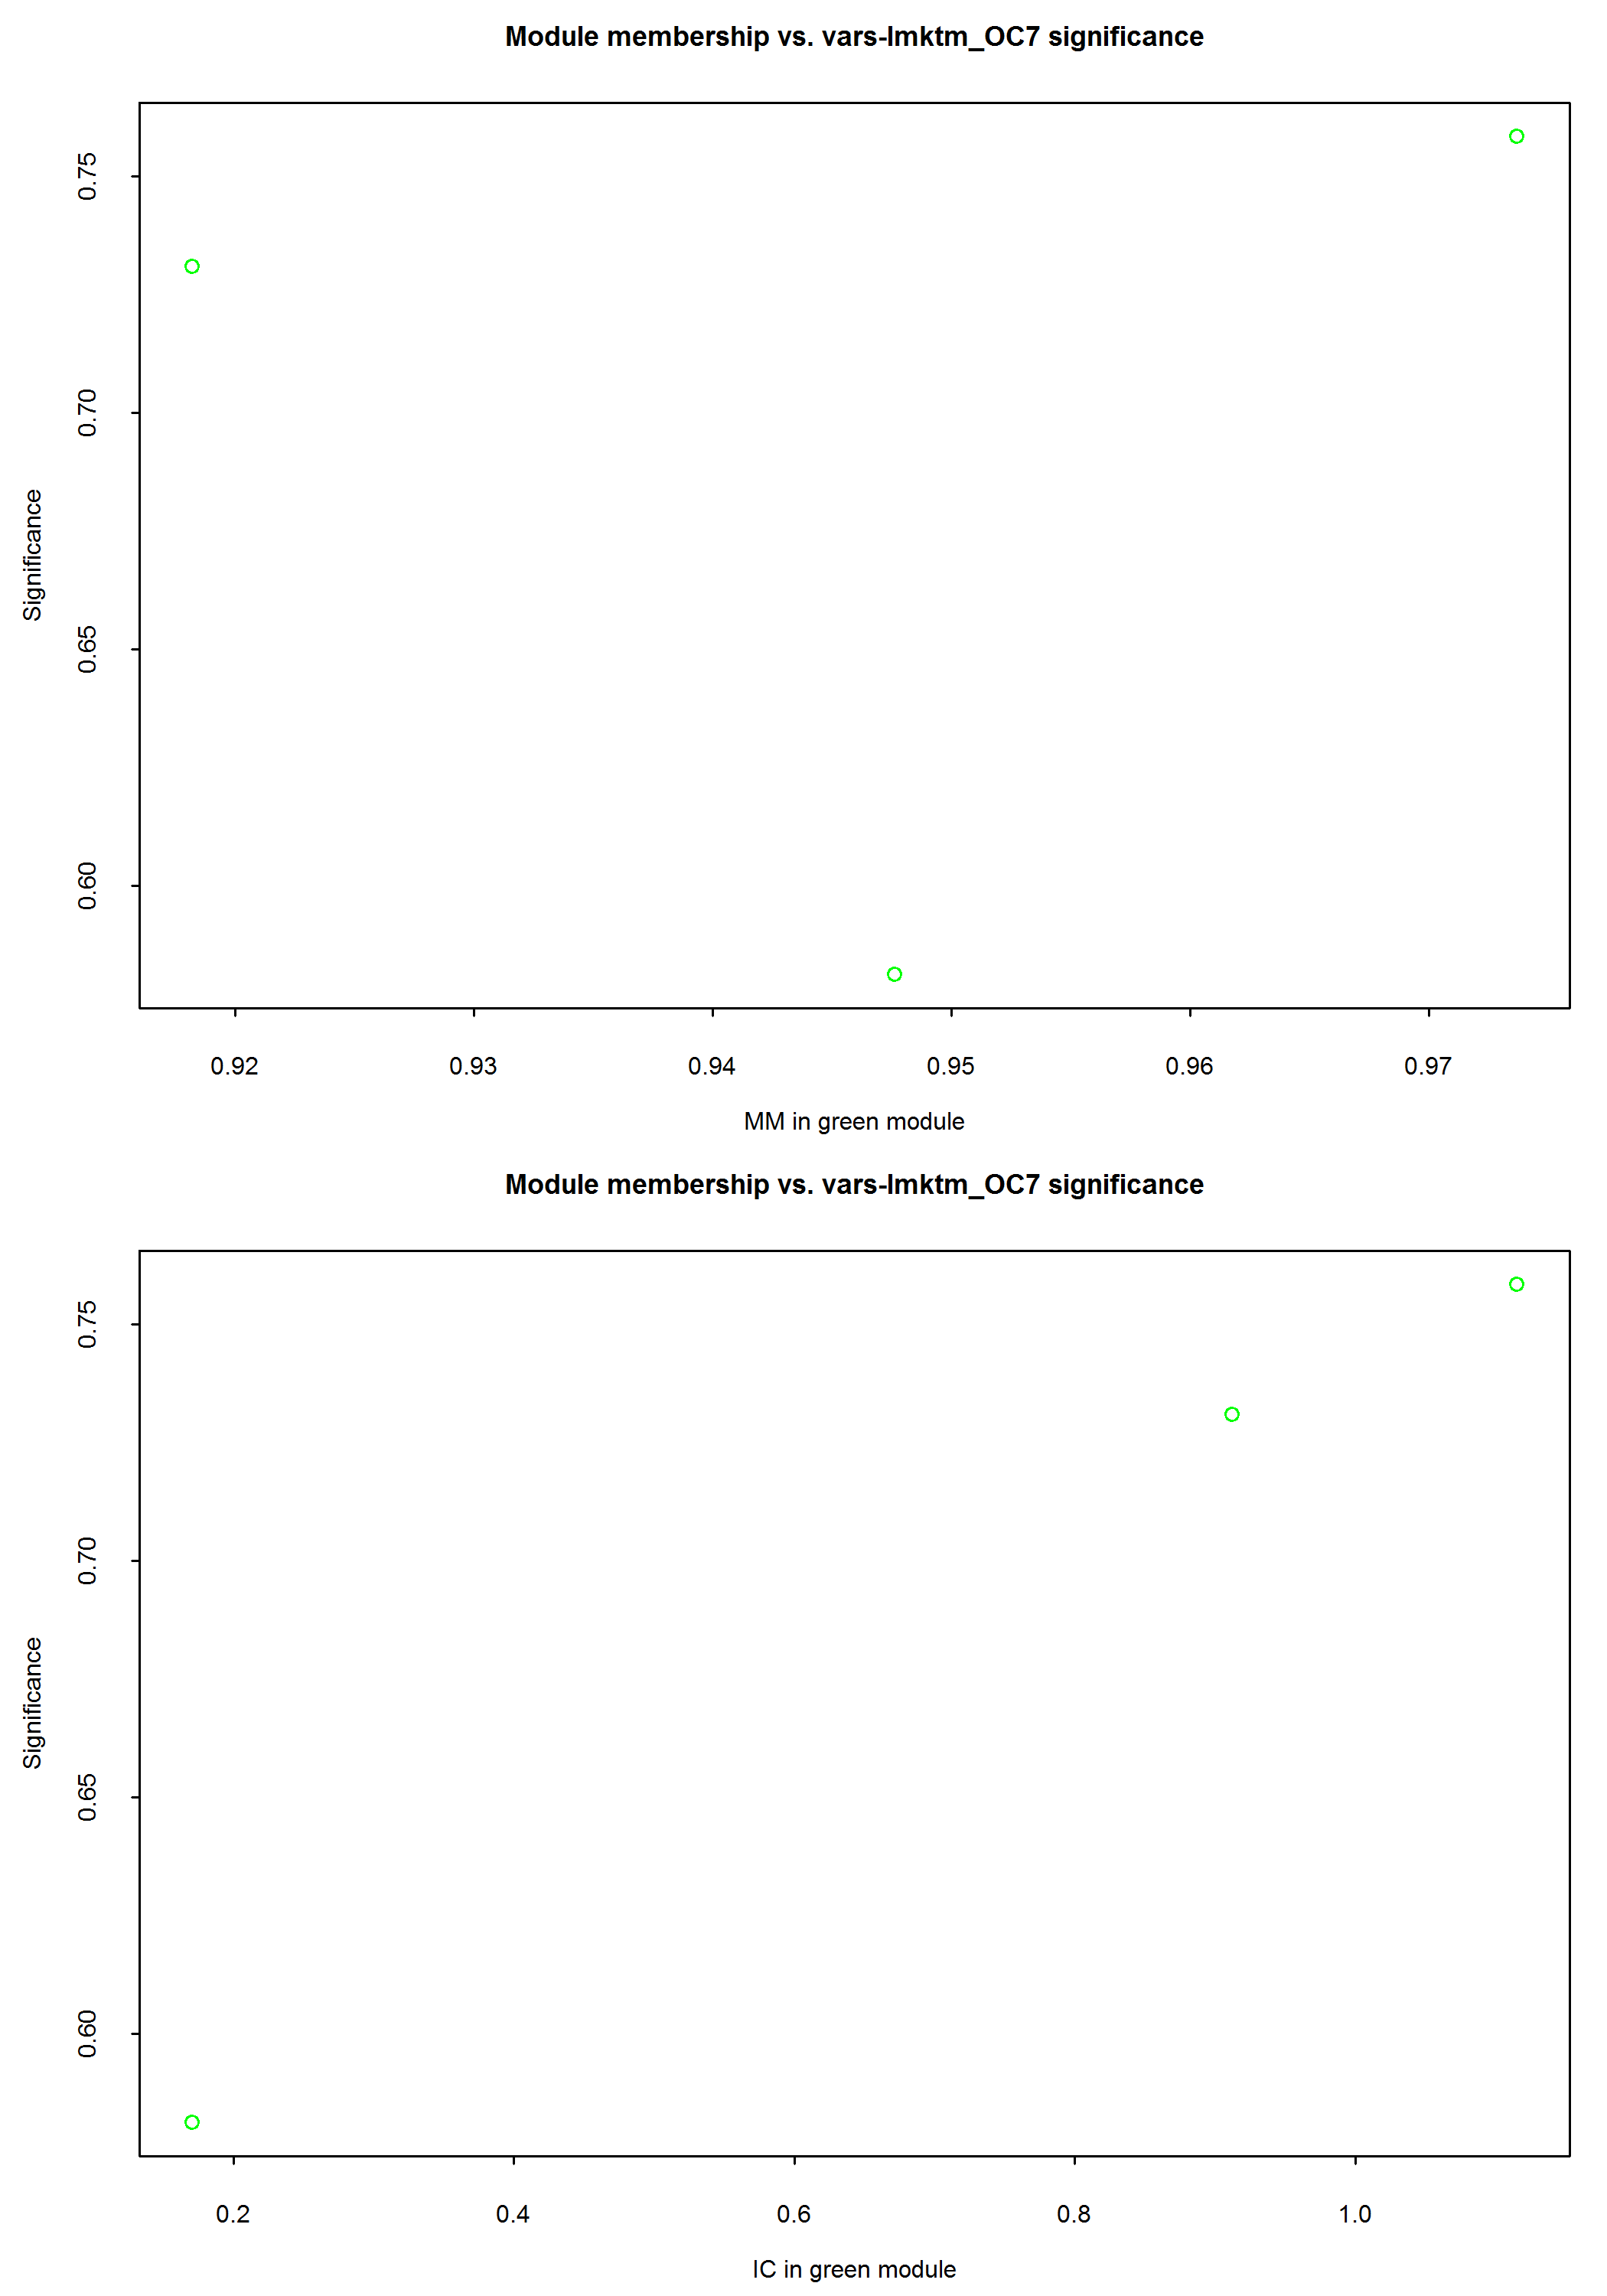 Module membership vs. vars-lmktm_OC7 significance
0.75
0.70
0.65
0.60
Significance
0.92 0.93 0.94 0.95 0.96 0.97
MM in green module
Module membership vs. vars-lmktm_OC7 significance
0.75
0.70
0.65
0.60
Significance
0.2 0.4 0.6 0.8 1.0
IC in green module